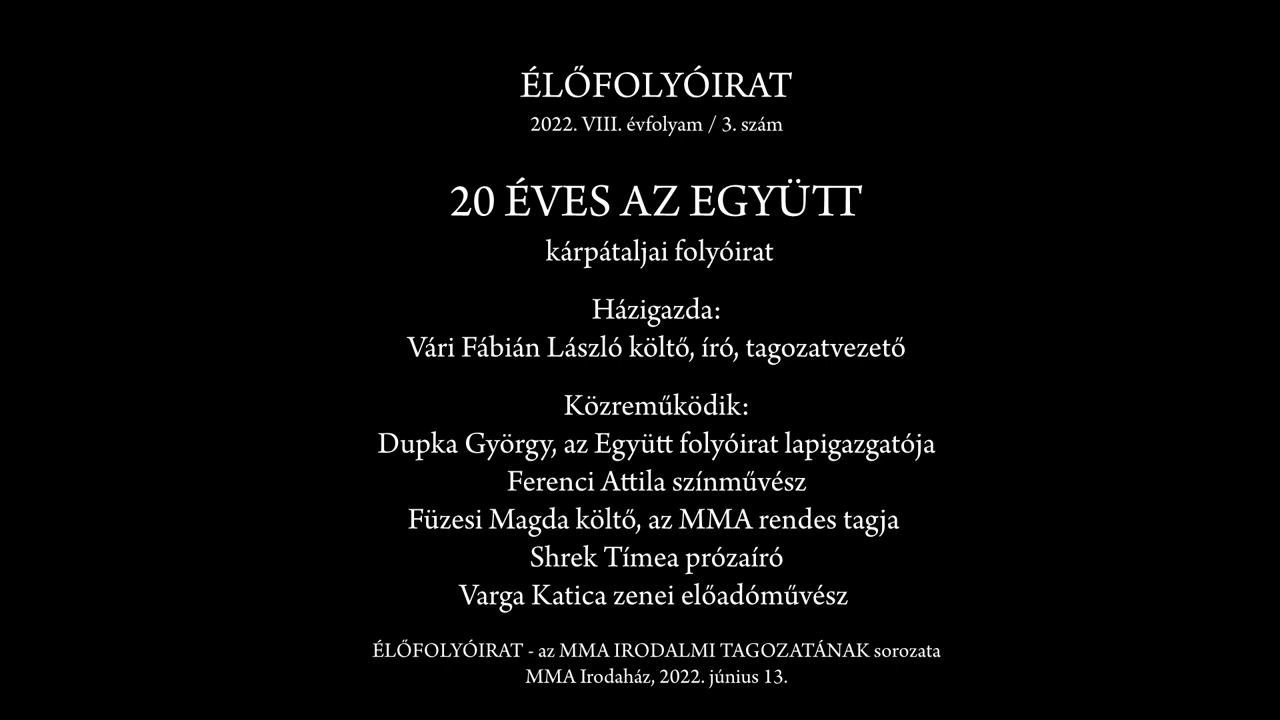 ÉLŐFOLYÓIRAT
2022. VIII. évfolyam / 3. szám
20 ÉVES AZ EGYÜTT
kárpátaljai folyóirat
Házigazda:
Vári Fábián László költő, író, tagozatvezető
Közreműködik:
Dupka György, az Együtt folyóirat lapigazgatója
Ferenci Attila színművész
Füzesi Magda költő, az MMA rendes tagja
Shrek Tímea prózaíró
Varga Katica zenei előadóművész
ÉLŐFOLYÓIRAT - az MMA IRODALMI TAGOZATÁNAK sorozata
MMA Irodaház, 2022. június 13.